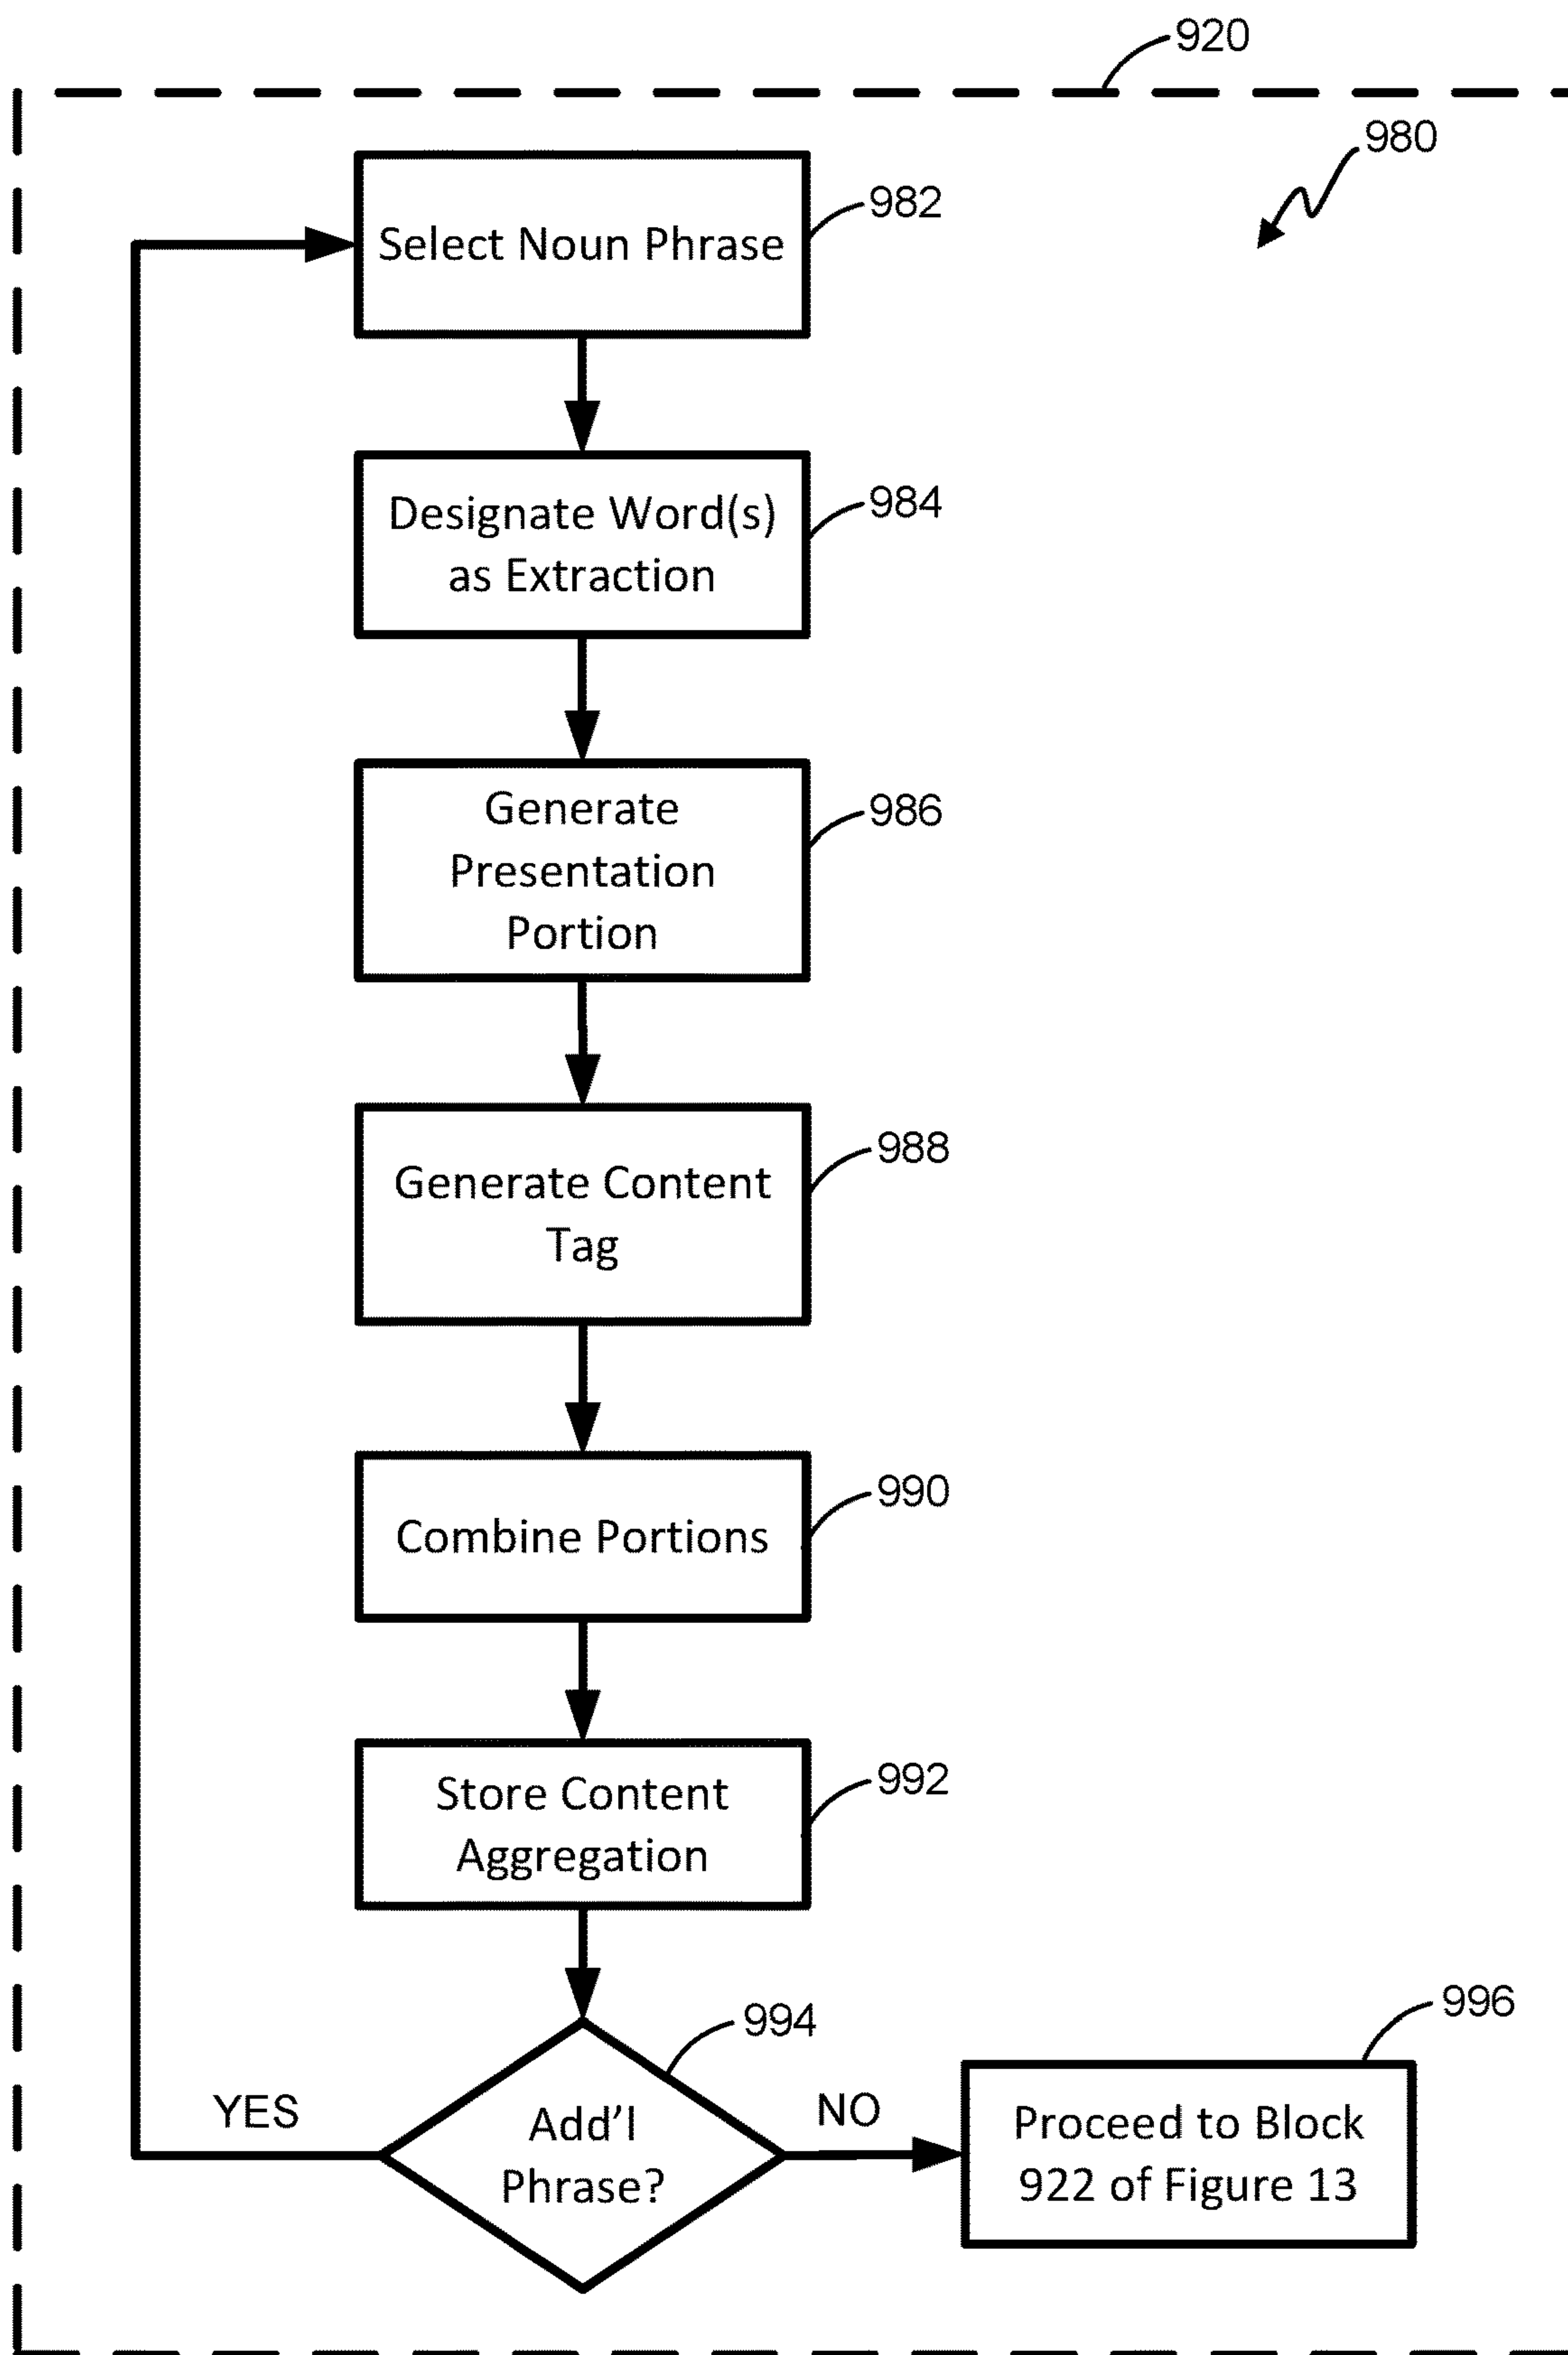 920
980
982
Select Noun Phrase
984
Designate Word(s)
as Extraction
986
Generate
Presentation
Portion
988
Generate Content
Tag
990
Combine Portions
992
Store Content
Aggregation
994
996
YES
Add'l
Phrase?
NO
Proceed to Block
922 of Figure 13